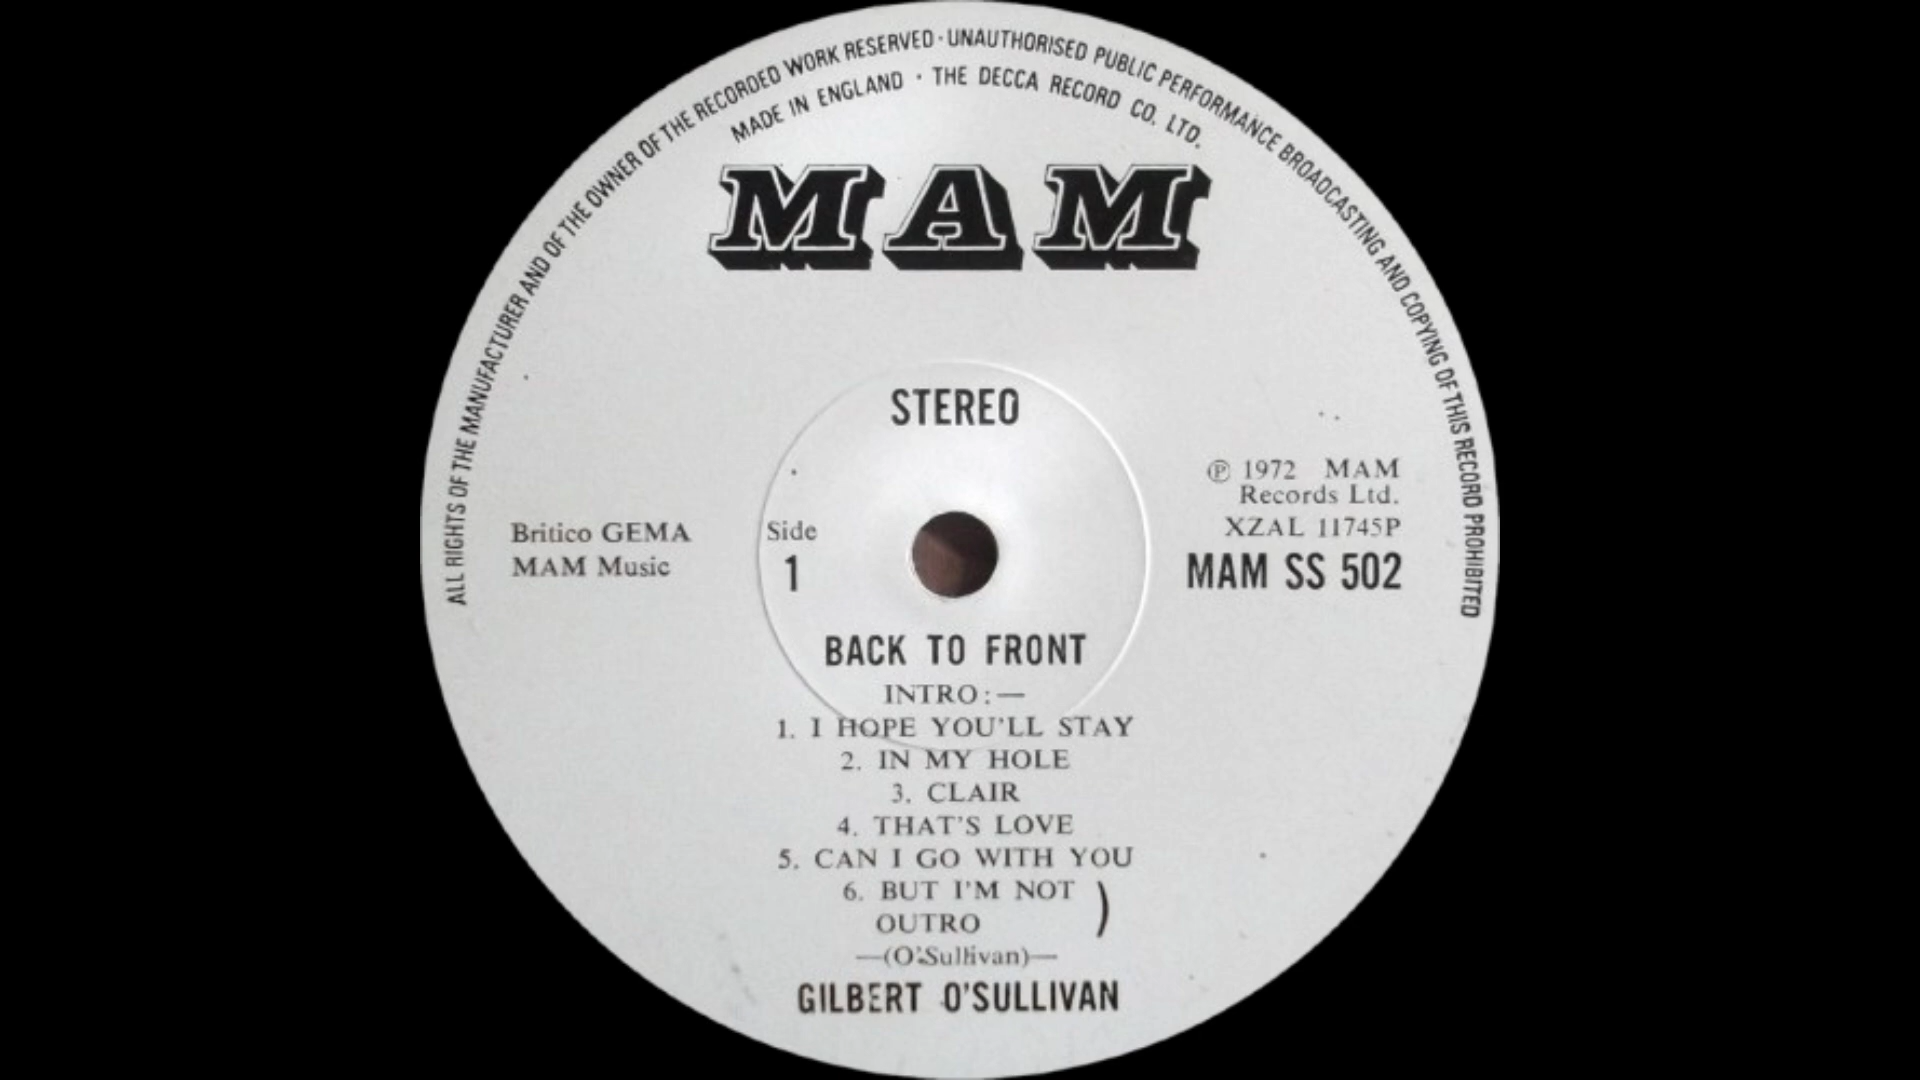 ALL RIGHTS OF THE MANUFACTURER AND OF THE OWNER OF THE RECORDED WORK RESERVED · UNAUTHORISED PUBLIC PERFORMANCE BROADCASTING AND COPYING OF THIS RECORD PROHIBITED
MADE IN ENGLAND · THE DECCA RECORD CO. LTD.
MAM
STEREO
℗ 1972 MAM
Records Ltd.
XZAL 11745P
MAM SS 502
Britico GEMA
MAM Music
Side
1
BACK TO FRONT
INTRO:—
1. I HOPE YOU'LL STAY
2. IN MY HOLE
3. CLAIR
4. THAT'S LOVE
5. CAN I GO WITH YOU
6. BUT I'M NOT )
OUTRO
—(O'Sullivan)—
GILBERT O'SULLIVAN